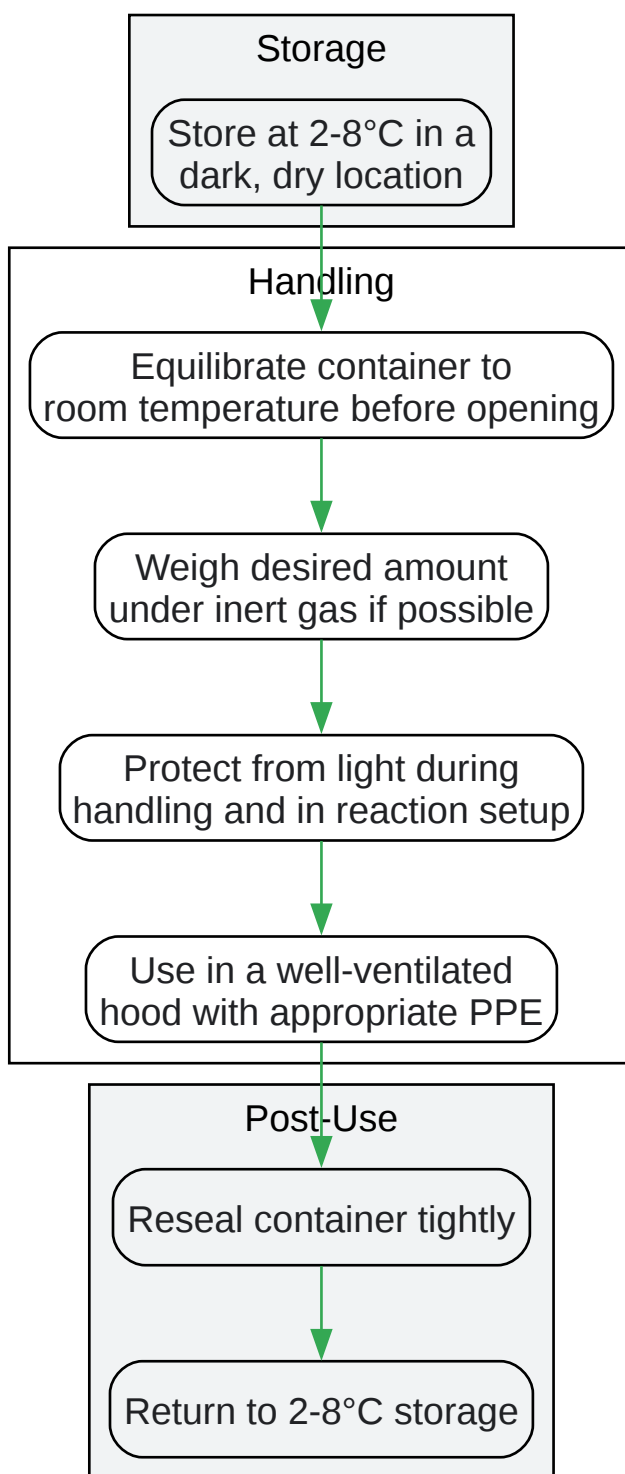 Storage
Store at 2-8°C in a
dark, dry location
Handling
Equilibrate container to
room temperature before opening
Weigh desired amount
under inert gas if possible
Protect from light during
handling and in reaction setup
Use in a well-ventilated
hood with appropriate PPE
Post-Use
Reseal container tightly
Return to 2-8°C storage